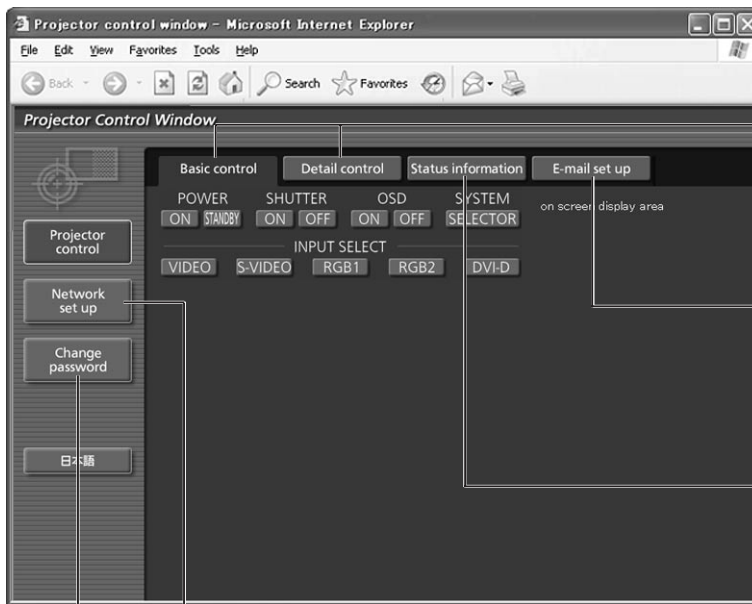 Projector control window - Microsoft Internet Explorer
File Edit View Favorites Tools Help
Back Search Favorites
Projector Control Window
Basic control Detail control Status information E-mail set up
POWER SHUTTER OSD SYSTEM
ON STANDBY ON OFF ON OFF SELECTOR
on screen display area
INPUT SELECT
VIDEO S-VIDEO RGB1 RGB2 DVI-D
Projector
control
Network
set up
Change
password
日本語